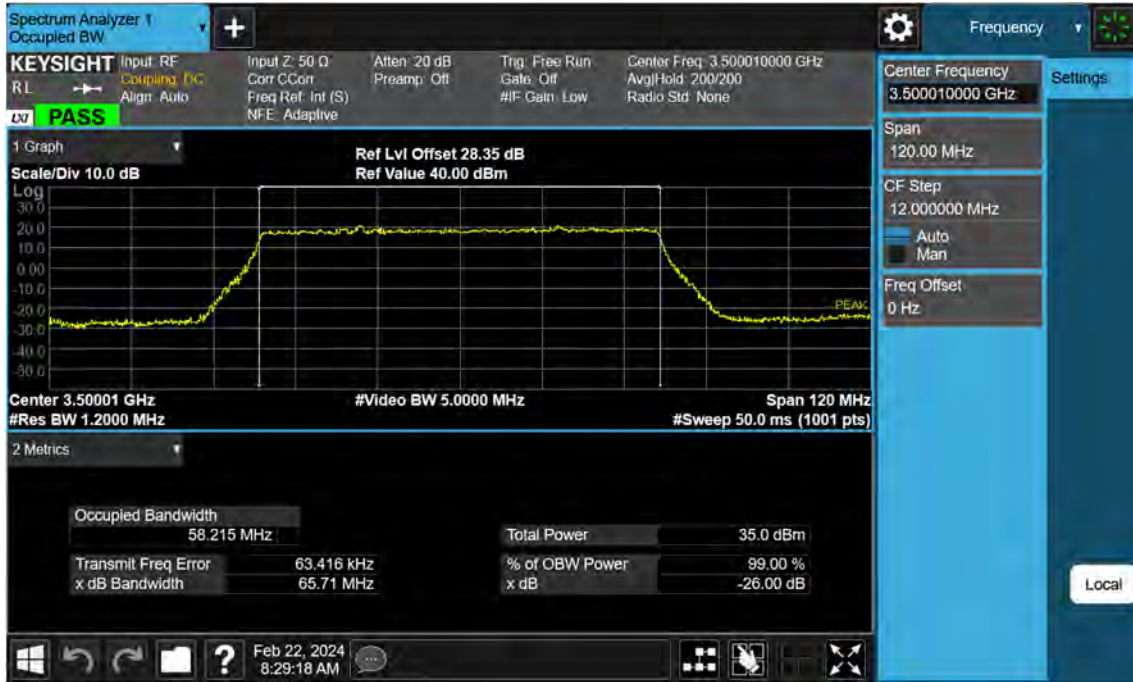 Spectrum Analyzer 1
Occupied BW
+
Frequency
KEYSIGHT
RL
LXI
PASS
Input: RF
Coupling: DC
Align: Auto
Input Z: 50 Ω
Corr CCorr
Freq Ref: Int (S)
NFE: Adaptive
Atten: 20 dB
Preamp: Off
Trig: Free Run
Gate: Off
#IF Gain: Low
Center Freq: 3.500010000 GHz
Avg|Hold: 200/200
Radio Std: None
Center Frequency
3.500010000 GHz
Settings
Span
120.00 MHz
CF Step
12.000000 MHz
Auto
Man
Freq Offset
0 Hz
1 Graph
Scale/Div 10.0 dB
Ref Lvl Offset 28.35 dB
Ref Value 40.00 dBm
Log
30.0
20.0
10.0
0.00
-10.0
-20.0
-30.0
-40.0
-50.0
PEAK
Center 3.50001 GHz
#Video BW 5.0000 MHz
Span 120 MHz
#Res BW 1.2000 MHz
#Sweep 50.0 ms (1001 pts)
2 Metrics
Occupied Bandwidth
58.215 MHz
Total Power 35.0 dBm
Transmit Freq Error 63.416 kHz
% of OBW Power 99.00 %
x dB Bandwidth 65.71 MHz
x dB -26.00 dB
Local
?
Feb 22, 2024
8:29:18 AM